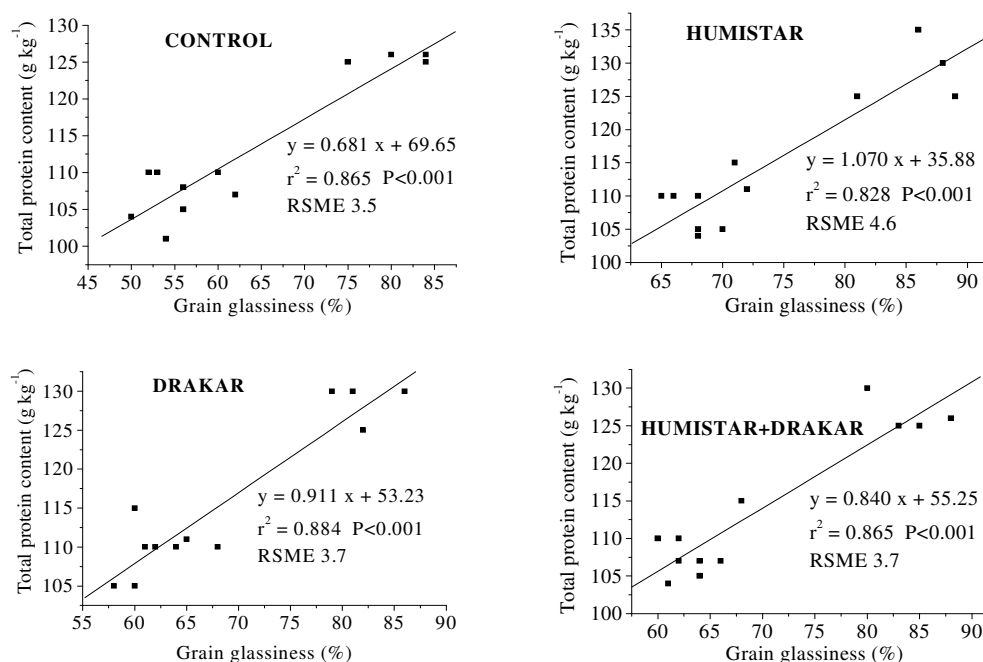 CONTROL
Total protein content (g kg⁻¹)
130
125
120
115
110
105
100
y = 0.681 x + 69.65
r² = 0.865 P<0.001
RSME 3.5
45 50 55 60 65 70 75 80 85
Grain glassiness (%)
HUMISTAR
Total protein content (g kg⁻¹)
135
130
125
120
115
110
105
100
y = 1.070 x + 35.88
r² = 0.828 P<0.001
RSME 4.6
65 70 75 80 85 90
Grain glassiness (%)
DRAKAR
Total protein content (g kg⁻¹)
130
125
120
115
110
105
y = 0.911 x + 53.23
r² = 0.884 P<0.001
RSME 3.7
55 60 65 70 75 80 85 90
Grain glassiness (%)
HUMISTAR+DRAKAR
Total protein content (g kg⁻¹)
130
125
120
115
110
105
100
y = 0.840 x + 55.25
r² = 0.865 P<0.001
RSME 3.7
60 65 70 75 80 85 90
Grain glassiness (%)